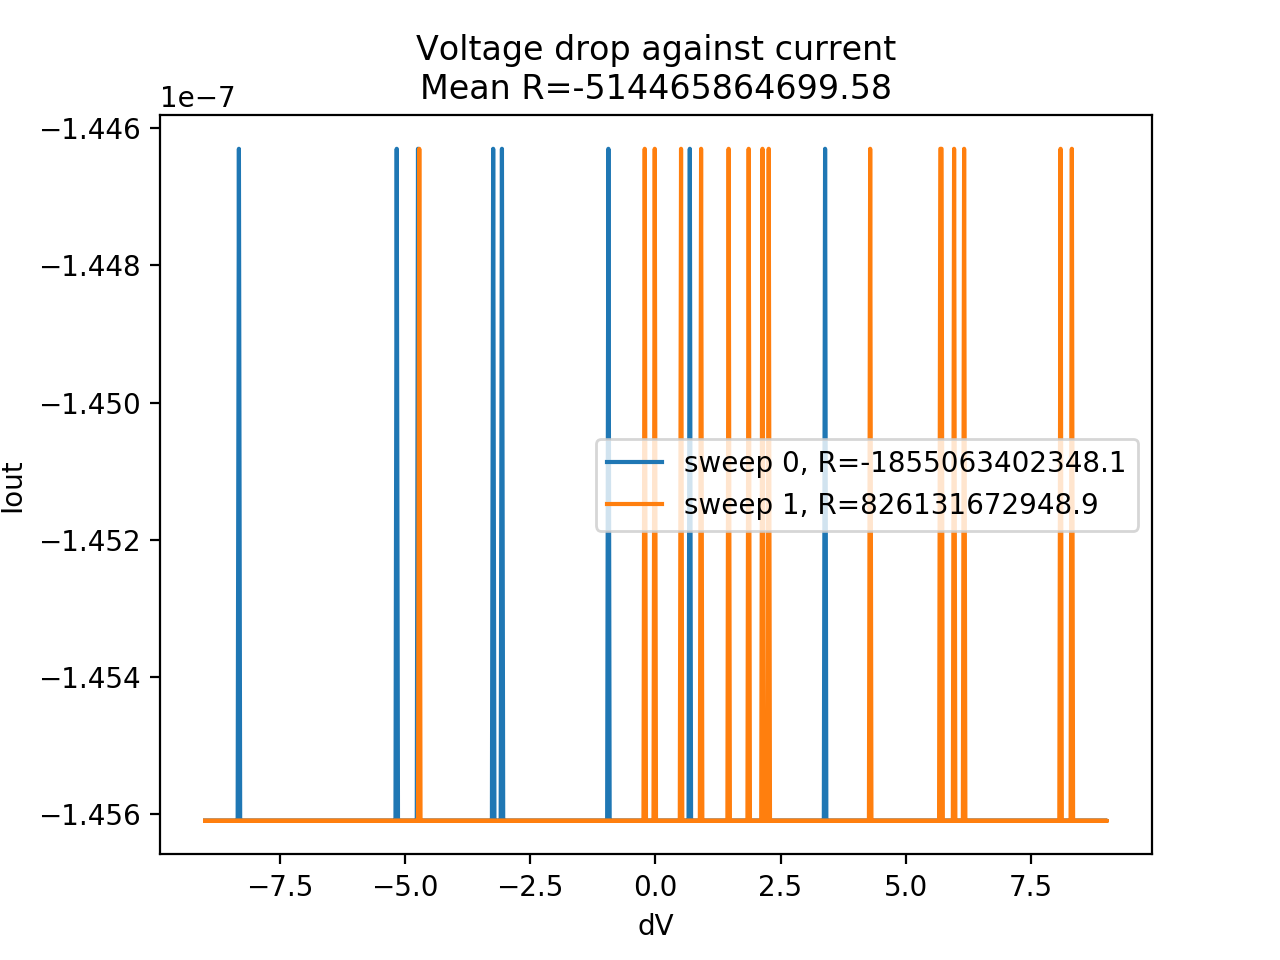 Voltage drop against current
Mean R=-514465864699.58
1e−7
−1.446
−1.448
−1.450
−1.452
−1.454
−1.456
Iout
sweep 0, R=-1855063402348.1
sweep 1, R=826131672948.9
−7.5 −5.0 −2.5 0.0 2.5 5.0 7.5
dV